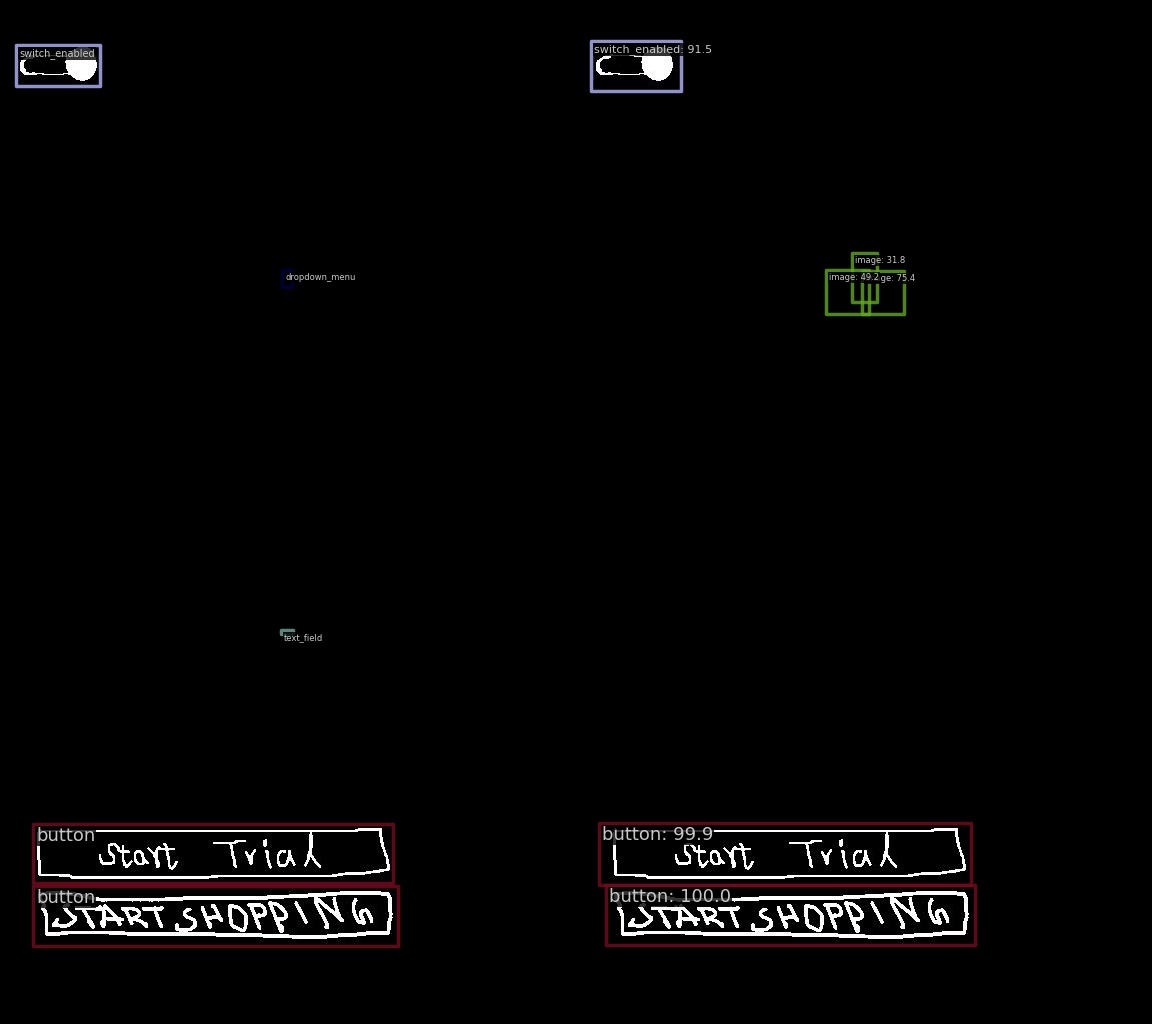 switch_enabled
switch_enabled: 91.5
image: 31.8
dropdown_menu
image: 49.2
ge: 75.4
text_field
button
button: 99.9
start Trial
start Trial
button
button: 100.0
START SHOPPING
START SHOPPING